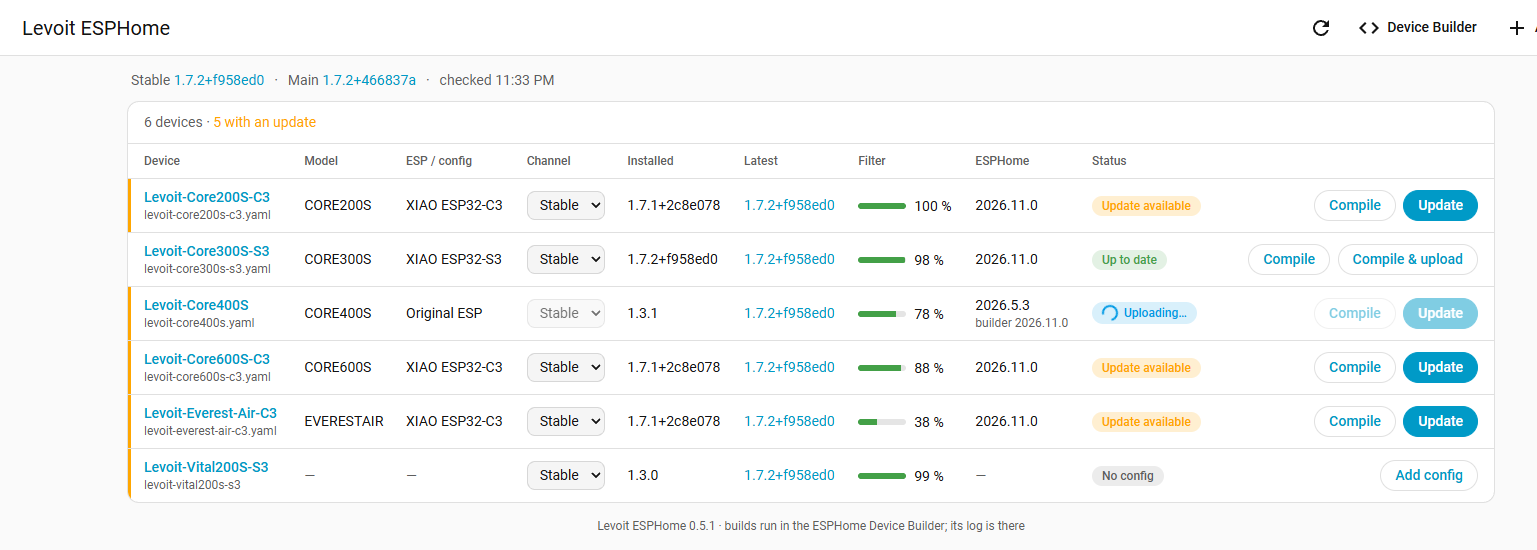 Levoit ESPHome
Device Builder
Stable 1.7.2+f958ed0 · Main 1.7.2+466837a · checked 11:33 PM
6 devices · 5 with an update
Device Model ESP / config Channel Installed Latest Filter ESPHome Status
Levoit-Core200S-C3 CORE200S XIAO ESP32-C3 Stable 1.7.1+2c8e078 1.7.2+f958ed0 100 % 2026.11.0 Update available Compile Update
levoit-core200s-c3.yaml
Levoit-Core300S-S3 CORE300S XIAO ESP32-S3 Stable 1.7.2+f958ed0 1.7.2+f958ed0 98 % 2026.11.0 Up to date Compile Compile & upload
levoit-core300s-s3.yaml
Levoit-Core400S CORE400S Original ESP Stable 1.3.1 1.7.2+f958ed0 78 % 2026.5.3 Uploading... Compile Update
levoit-core400s.yaml builder 2026.11.0
Levoit-Core600S-C3 CORE600S XIAO ESP32-C3 Stable 1.7.1+2c8e078 1.7.2+f958ed0 88 % 2026.11.0 Update available Compile Update
levoit-core600s-c3.yaml
Levoit-Everest-Air-C3 EVERESTAIR XIAO ESP32-C3 Stable 1.7.1+2c8e078 1.7.2+f958ed0 38 % 2026.11.0 Update available Compile Update
levoit-everest-air-c3.yaml
Levoit-Vital200S-S3 — — Stable 1.3.0 1.7.2+f958ed0 99 % — No config Add config
levoit-vital200s-s3
Levoit ESPHome 0.5.1 · builds run in the ESPHome Device Builder; its log is there